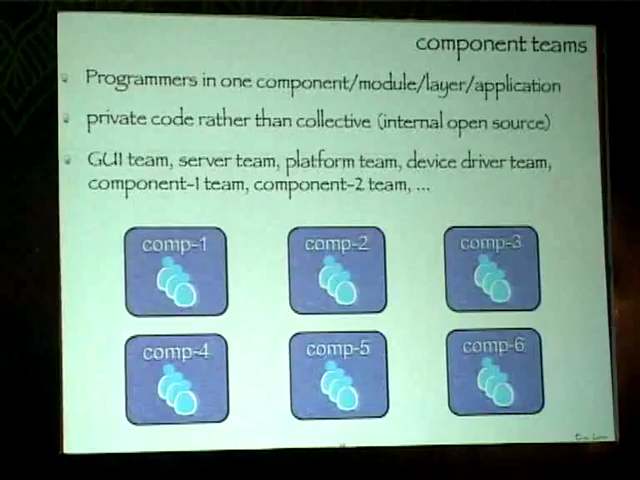 component teams
Programmers in one component/module/layer/application
private code rather than collective (internal open source)
GUI team, server team, platform team, device driver team,
component-1 team, component-2 team, ...
comp-1
comp-2
comp-3
comp-4
comp-5
comp-6